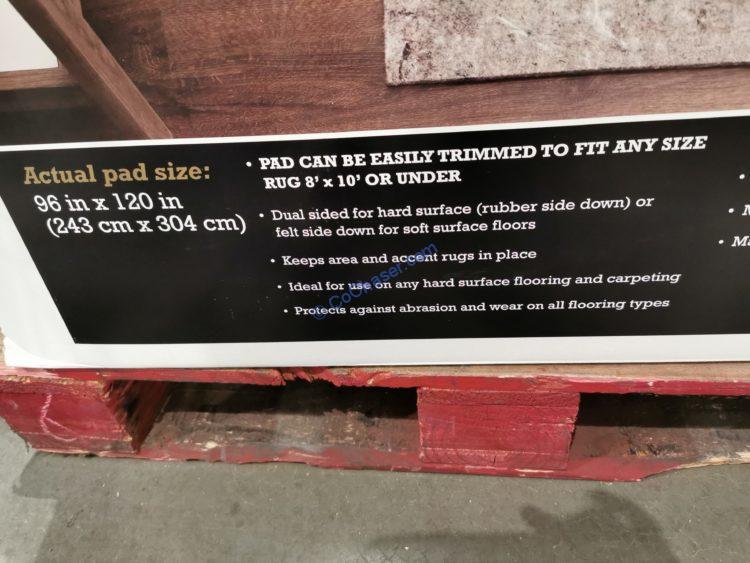 Actual pad size:
96 in x 120 in
(243 cm x 304 cm)
• PAD CAN BE EASILY TRIMMED TO FIT ANY SIZE
RUG 8' x 10' OR UNDER
• Dual sided for hard surface (rubber side down) or
felt side down for soft surface floors
• Keeps area and accent rugs in place
• Ideal for use on any hard surface flooring and carpeting
• Protects against abrasion and wear on all flooring types
© CoChaser.com